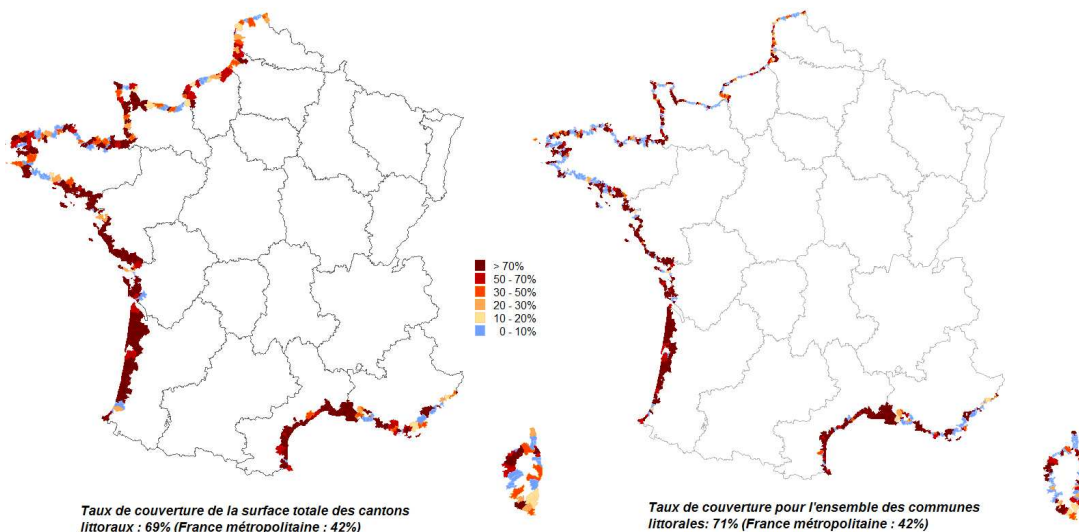 > 70%
50 - 70%
30 - 50%
20 - 30%
10 - 20%
0 - 10%
Taux de couverture de la surface totale des cantons
littoraux : 69% (France métropolitaine : 42%)
Taux de couverture pour l'ensemble des communes
littorales: 71% (France métropolitaine : 42%)